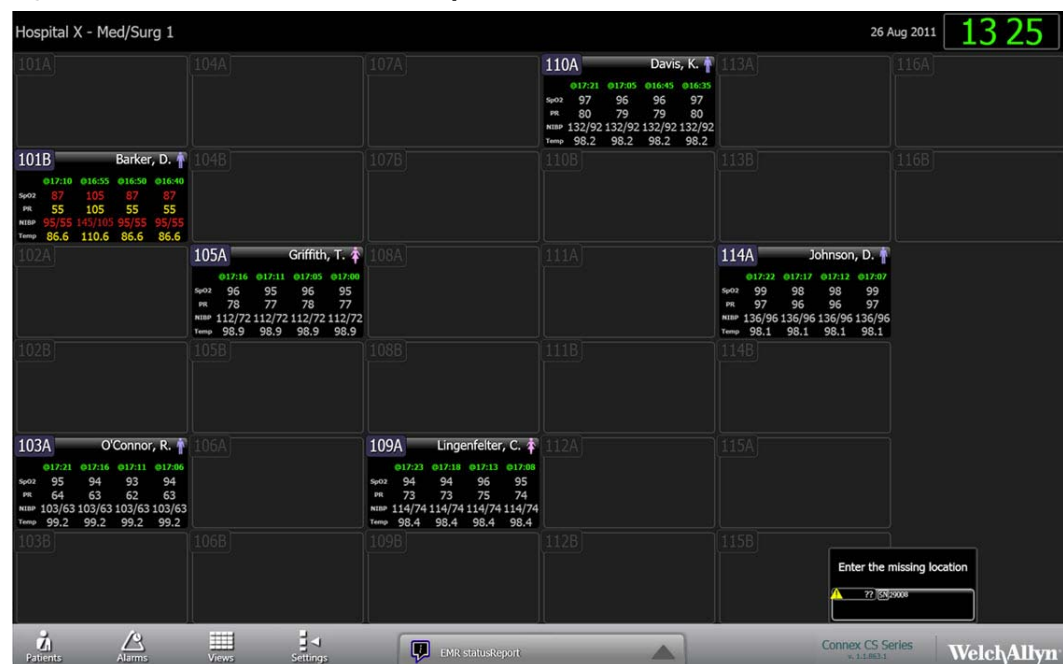 Hospital X - Med/Surg 1
26 Aug 2011
13 25
101A 104A 107A 110A Davis, K. 113A 116A
17:21 17:05 16:45 16:35
SpO2 97 96 96 97
PR 80 79 79 80
NIBP 132/92 132/92 132/92 132/92
Temp 98.2 98.2 98.2 98.2
101B Barker, D. 104B 107B 110B 113B 116B
17:10 16:55 16:50 16:40
SpO2 87 105 87 87
PR 55 105 55 55
NIBP 95/55 145/105 95/55 95/55
Temp 86.6 110.6 86.6 86.6
102A 105A Griffith, T. 108A 111A 114A Johnson, D.
17:16 17:11 17:05 17:00 17:22 17:17 17:12 17:07
SpO2 96 95 96 95 SpO2 99 98 98 99
PR 78 77 78 77 PR 97 96 96 97
NIBP 112/72 112/72 112/72 112/72 NIBP 136/96 136/96 136/96 136/96
Temp 98.9 98.9 98.9 98.9 Temp 98.1 98.1 98.1 98.1
102B 105B 108B 111B 114B
103A O'Connor, R. 106A 109A Lingenfelter, C. 112A 115A
17:21 17:16 17:11 17:06 17:23 17:18 17:13 17:08
SpO2 95 94 93 94 SpO2 94 94 96 95
PR 64 63 62 63 PR 73 73 75 74
NIBP 103/63 103/63 103/63 103/63 NIBP 114/74 114/74 114/74 114/74
Temp 99.2 99.2 99.2 99.2 Temp 98.4 98.4 98.4 98.4
103B 106B 109B 112B 115B
Enter the missing location
?? SN 29008
Patients Alarms Views Settings EMR statusReport Connex CS Series WelchAllyn
v. 1.1.863.1